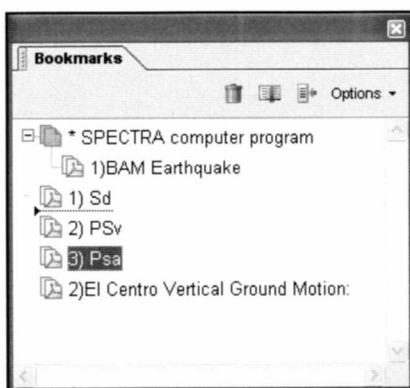 Bookmarks
Options
* SPECTRA computer program
1)BAM Earthquake
1) Sd
2) PSv
3) Psa
2)El Centro Vertical Ground Motion: